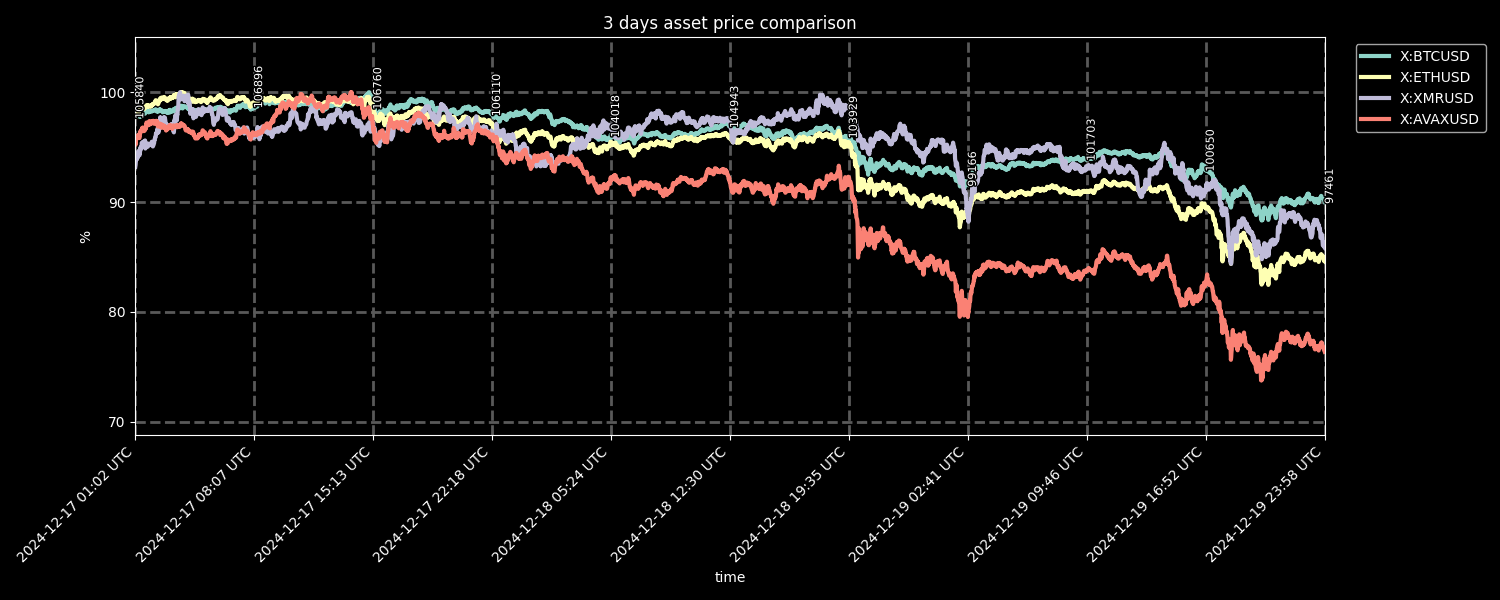 3 days asset price comparison
X:BTCUSD
X:ETHUSD
X:XMRUSD
X:AVAXUSD
100
90
80
70
%
105840
106896
106760
106110
104018
104943
103929
99166
101703
100650
97461
2024-12-17 01:02 UTC
2024-12-17 08:07 UTC
2024-12-17 15:13 UTC
2024-12-17 22:18 UTC
2024-12-18 05:24 UTC
2024-12-18 12:30 UTC
2024-12-18 19:35 UTC
2024-12-19 02:41 UTC
2024-12-19 09:46 UTC
2024-12-19 16:52 UTC
2024-12-19 23:58 UTC
time